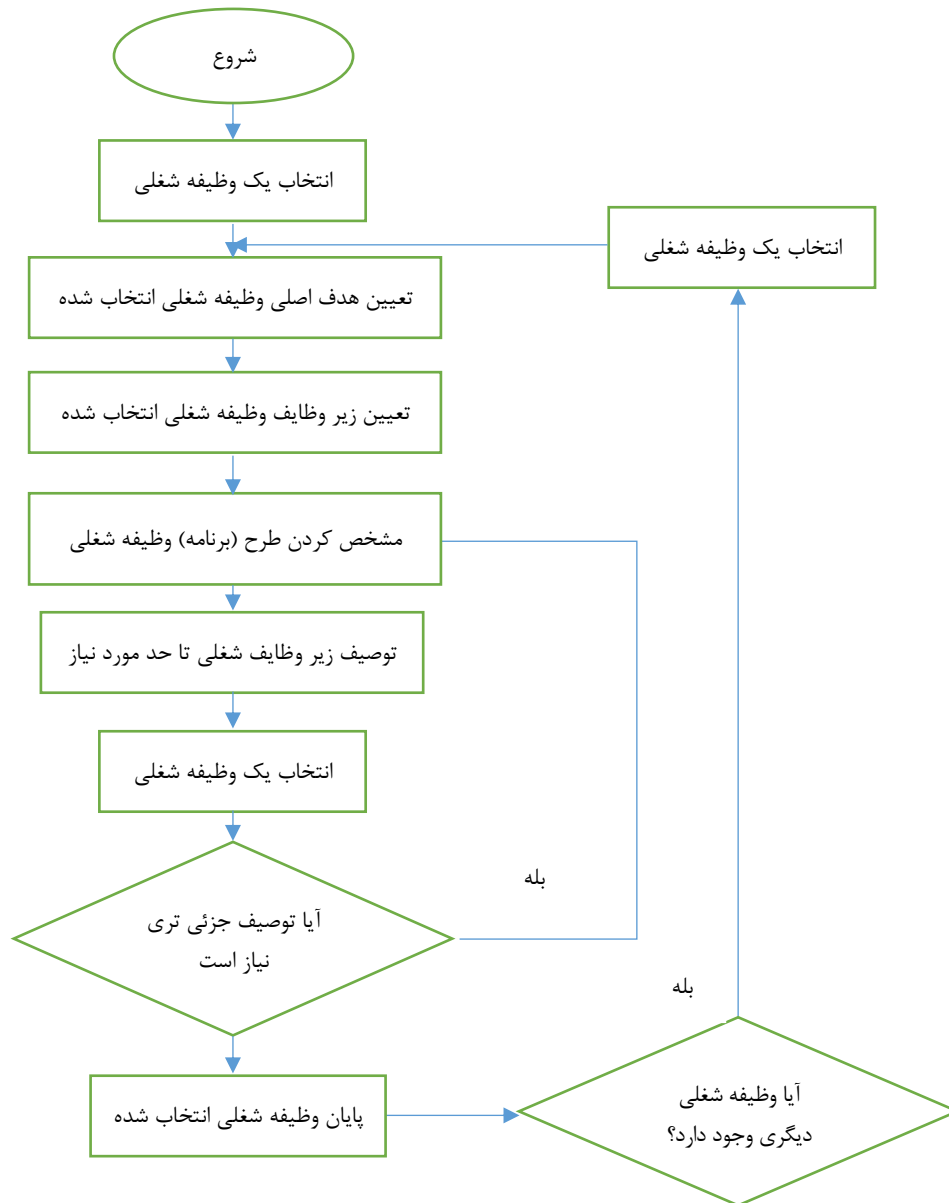 شروع
انتخاب یک وظیفه شغلی
انتخاب یک وظیفه شغلی
تعیین هدف اصلی وظیفه شغلی انتخاب شده
تعیین زیر وظایف وظیفه شغلی انتخاب شده
مشخص کردن طرح (برنامه) وظیفه شغلی
توصیف زیر وظایف شغلی تا حد مورد نیاز
انتخاب یک وظیفه شغلی
بله
آیا توصیف جزئی تری
نیاز است
بله
پایان وظیفه شغلی انتخاب شده
آیا وظیفه شغلی
دیگری وجود دارد؟